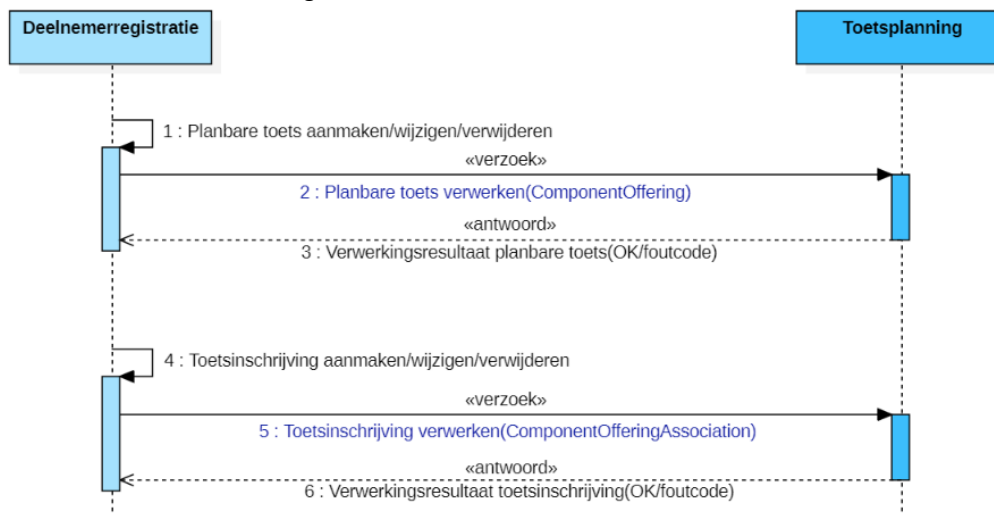 Deelnemerregistratie
Toetsplanning
1 : Planbare toets aanmaken/wijzigen/verwijderen
«verzoek»
2 : Planbare toets verwerken(ComponentOffering)
«antwoord»
3 : Verwerkingsresultaat planbare toets(OK/foutcode)
4 : Toetsinschrijving aanmaken/wijzigen/verwijderen
«verzoek»
5 : Toetsinschrijving verwerken(ComponentOfferingAssociation)
«antwoord»
6 : Verwerkingsresultaat toetsinschrijving(OK/foutcode)